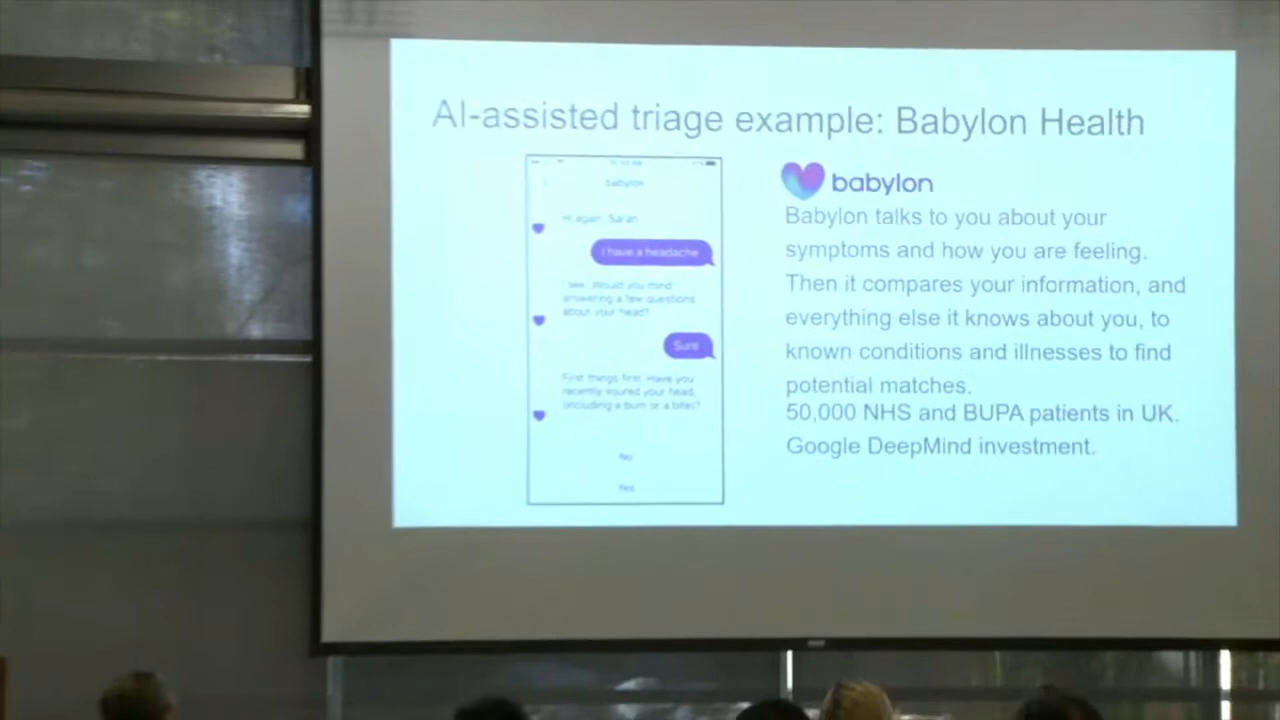 AI-assisted triage example: Babylon Health
babylon
Hi again, Sarah
I have a headache
I see. Would you mind
answering a few questions
about your head?
Sure
First things first. Have you
recently injured your head,
(including a burn or a bite)?
No
Yes
babylon
Babylon talks to you about your
symptoms and how you are feeling.
Then it compares your information, and
everything else it knows about you, to
known conditions and illnesses to find
potential matches.
50,000 NHS and BUPA patients in UK.
Google DeepMind investment.